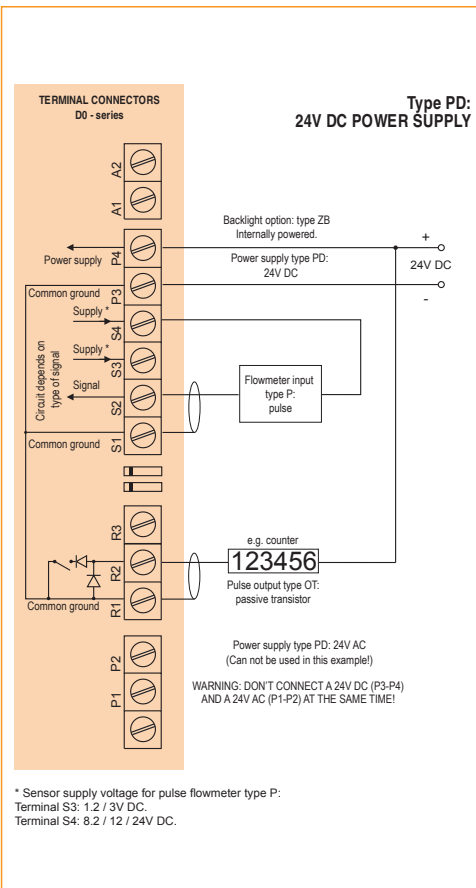 TERMINAL CONNECTORS
D0 - series
Type PD:
24V DC POWER SUPPLY
A2
A1
Backlight option: type ZB
Internally powered.
+
Power supply
P4
Power supply type PD:
24V DC
24V DC
Common ground
P3
-
Supply *
S4
Supply *
S3
Circuit depends on
type of signal
Signal
S2
Flowmeter input
type P:
pulse
Common ground
S1
R3
e.g. counter
R2
123456
Pulse output type OT:
passive transistor
Common ground
R1
Power supply type PD: 24V AC
(Can not be used in this example!)
P2
WARNING: DON'T CONNECT A 24V DC (P3-P4)
AND A 24V AC (P1-P2) AT THE SAME TIME!
P1
* Sensor supply voltage for pulse flowmeter type P:
Terminal S3: 1.2 / 3V DC.
Terminal S4: 8.2 / 12 / 24V DC.